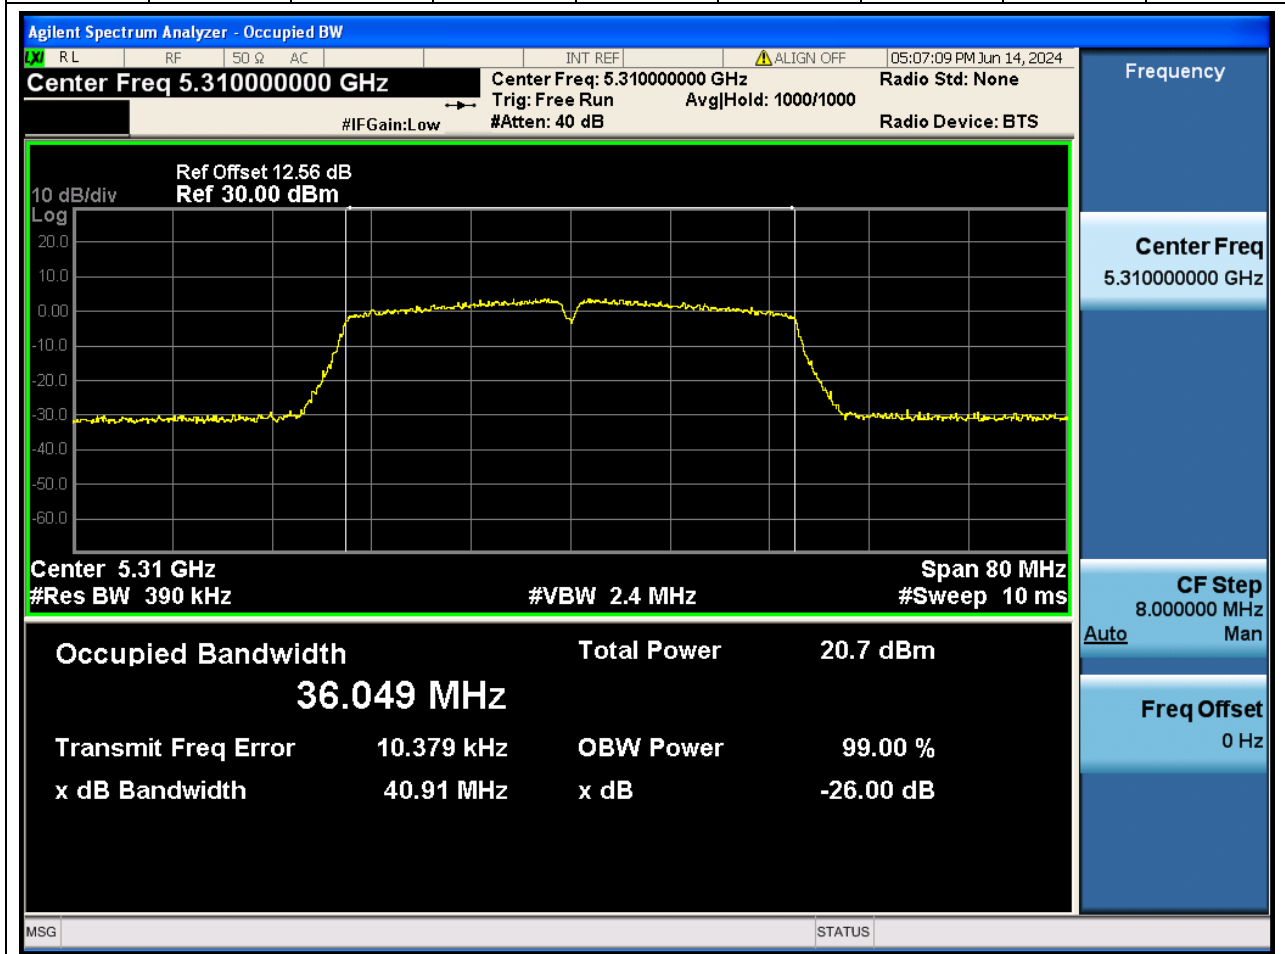 Agilent Spectrum Analyzer - Occupied BW
LXI RL RF 50 Ω AC INT REF ALIGN OFF 05:07:09 PM Jun 14, 2024
Center Freq 5.310000000 GHz
Center Freq: 5.310000000 GHz Radio Std: None
Trig: Free Run Avg|Hold: 1000/1000
#IFGain:Low #Atten: 40 dB Radio Device: BTS
Ref Offset 12.56 dB
10 dB/div Ref 30.00 dBm
Log
20.0
10.0
0.00
-10.0
-20.0
-30.0
-40.0
-50.0
-60.0
Center 5.31 GHz Span 80 MHz
#Res BW 390 kHz #VBW 2.4 MHz #Sweep 10 ms
Occupied Bandwidth Total Power 20.7 dBm
36.049 MHz
Transmit Freq Error 10.379 kHz OBW Power 99.00 %
x dB Bandwidth 40.91 MHz x dB -26.00 dB
Frequency
Center Freq
5.310000000 GHz
CF Step
8.000000 MHz
Auto Man
Freq Offset
0 Hz
MSG STATUS